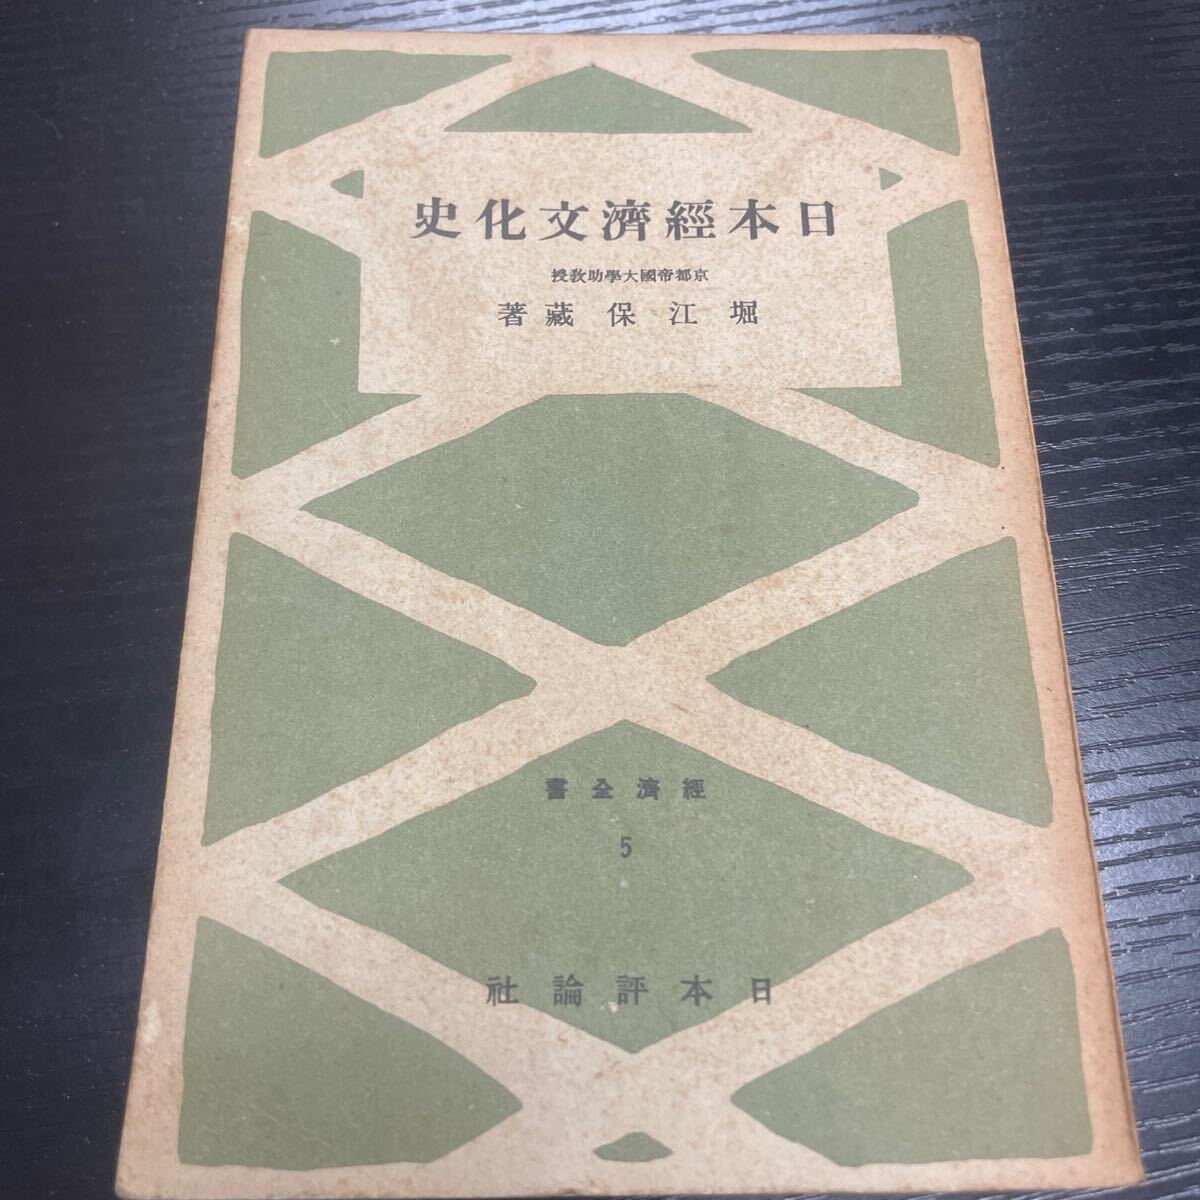 日本經濟文化史
京都帝國大學助敎授
堀江保藏著
經濟全書
5
日本評論社